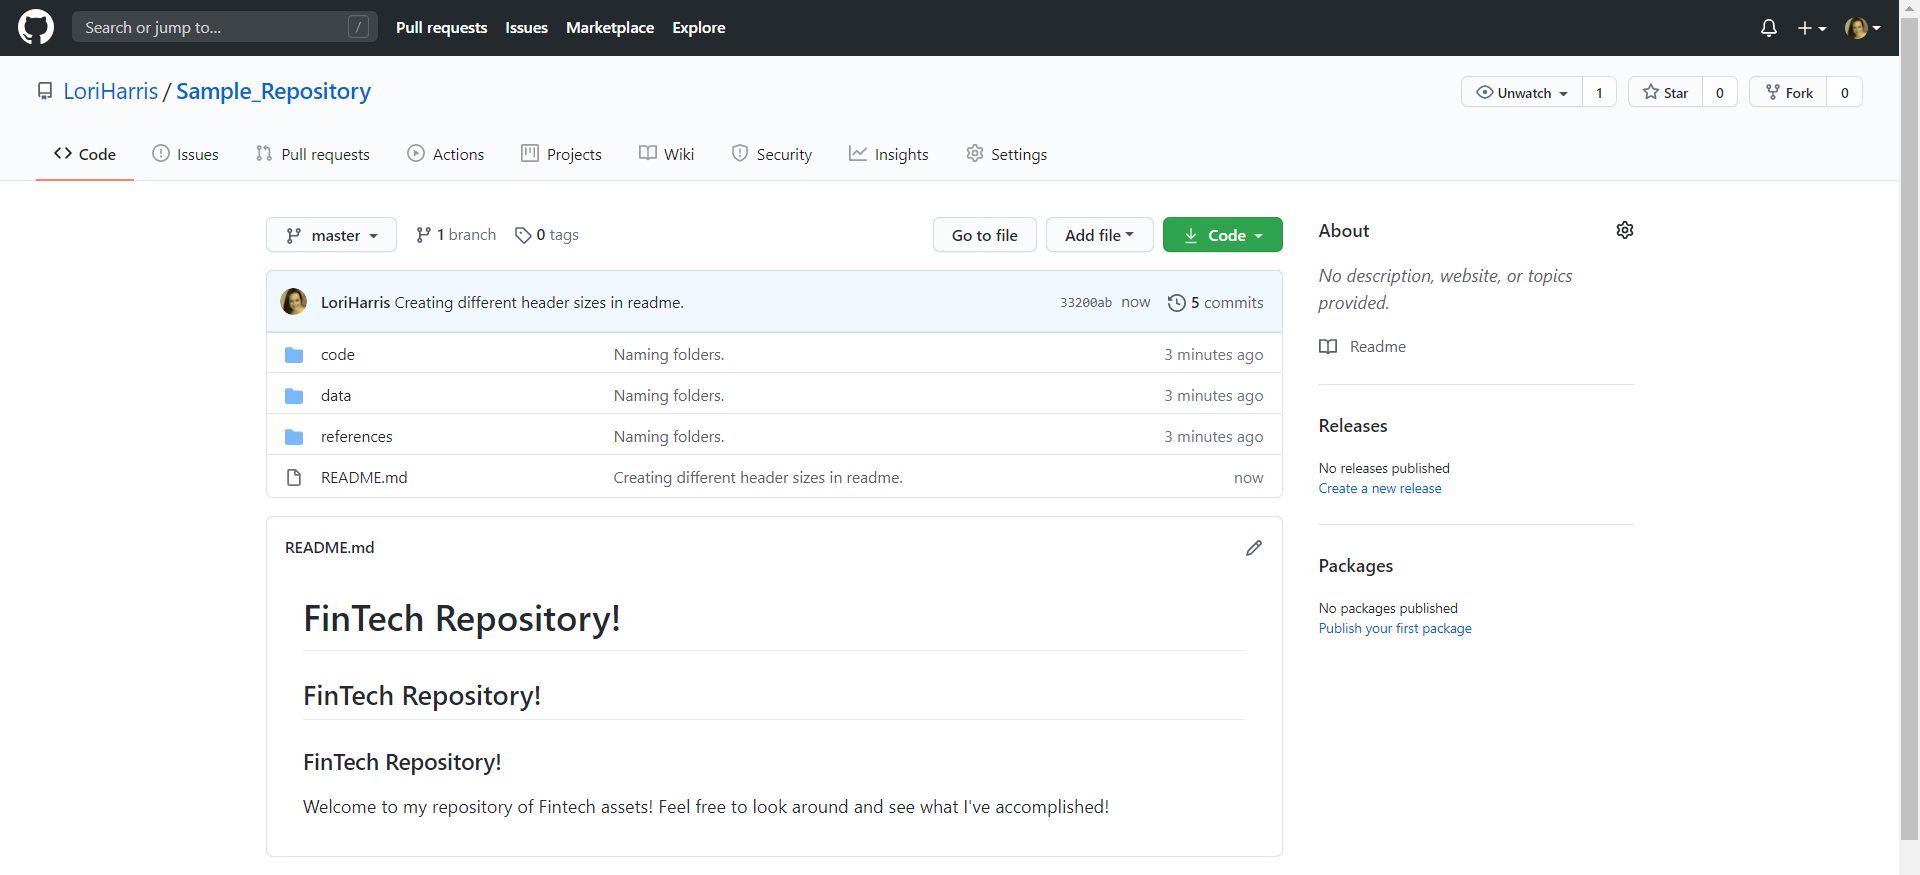 Search or jump to... / Pull requests Issues Marketplace Explore
LoriHarris / Sample_Repository Unwatch 1 Star 0 Fork 0
Code Issues Pull requests Actions Projects Wiki Security Insights Settings
master 1 branch 0 tags Go to file Add file Code
LoriHarris Creating different header sizes in readme. 33200ab now 5 commits
code Naming folders. 3 minutes ago
data Naming folders. 3 minutes ago
references Naming folders. 3 minutes ago
README.md Creating different header sizes in readme. now
README.md
FinTech Repository!
FinTech Repository!
FinTech Repository!
Welcome to my repository of Fintech assets! Feel free to look around and see what I've accomplished!
About
No description, website, or topics
provided.
Readme
Releases
No releases published
Create a new release
Packages
No packages published
Publish your first package